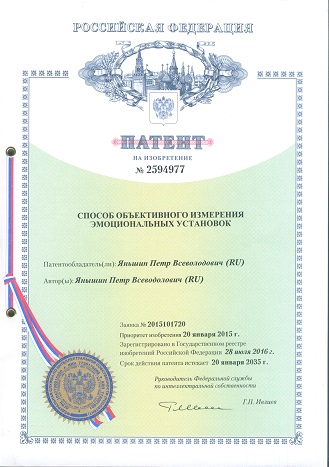 РОССИЙСКАЯ ФЕДЕРАЦИЯ
ПАТЕНТ
НА ИЗОБРЕТЕНИЕ
№ 2594977
СПОСОБ ОБЪЕКТИВНОГО ИЗМЕРЕНИЯ
ЭМОЦИОНАЛЬНЫХ УСТАНОВОК
Патентообладатель(ли): Яньшин Петр Всеволодович (RU)
Автор(ы): Яньшин Петр Всеволодович (RU)
Заявка № 2015101720
Приоритет изобретения 20 января 2015 г.
Зарегистрировано в Государственном реестре
изобретений Российской Федерации 28 июля 2016 г.
Срок действия патента истекает 20 января 2035 г.
Руководитель Федеральной службы
по интеллектуальной собственности
Г.П. Ивлиев